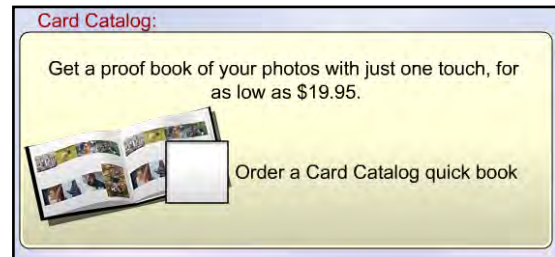 Card Catalog:
Get a proof book of your photos with just one touch, for
as low as $19.95.
Order a Card Catalog quick book